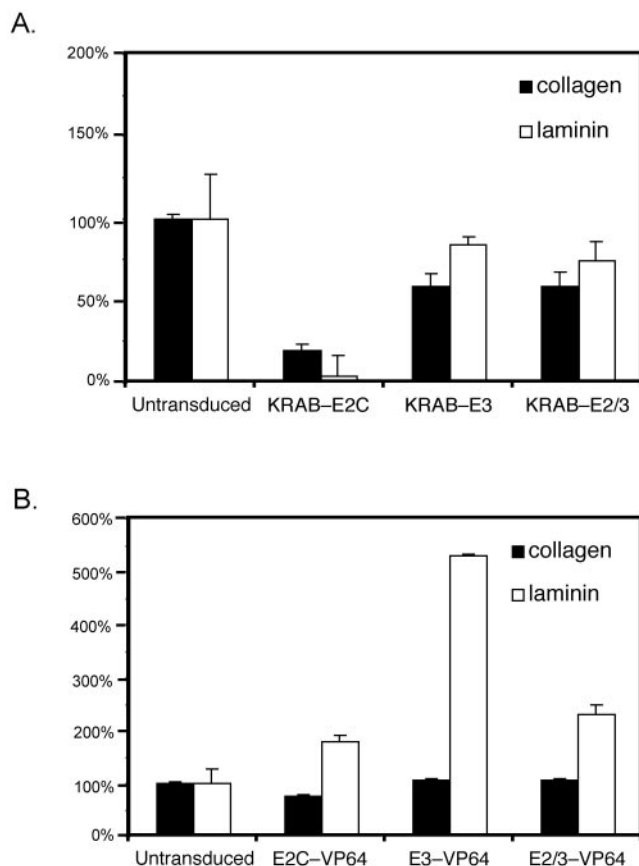 A.
200%
collagen
laminin
150%
100%
50%
0%
Untransduced KRAB–E2C KRAB–E3 KRAB–E2/3
B.
600%
collagen
500%
laminin
400%
300%
200%
100%
0%
Untransduced E2C–VP64 E3–VP64 E2/3–VP64